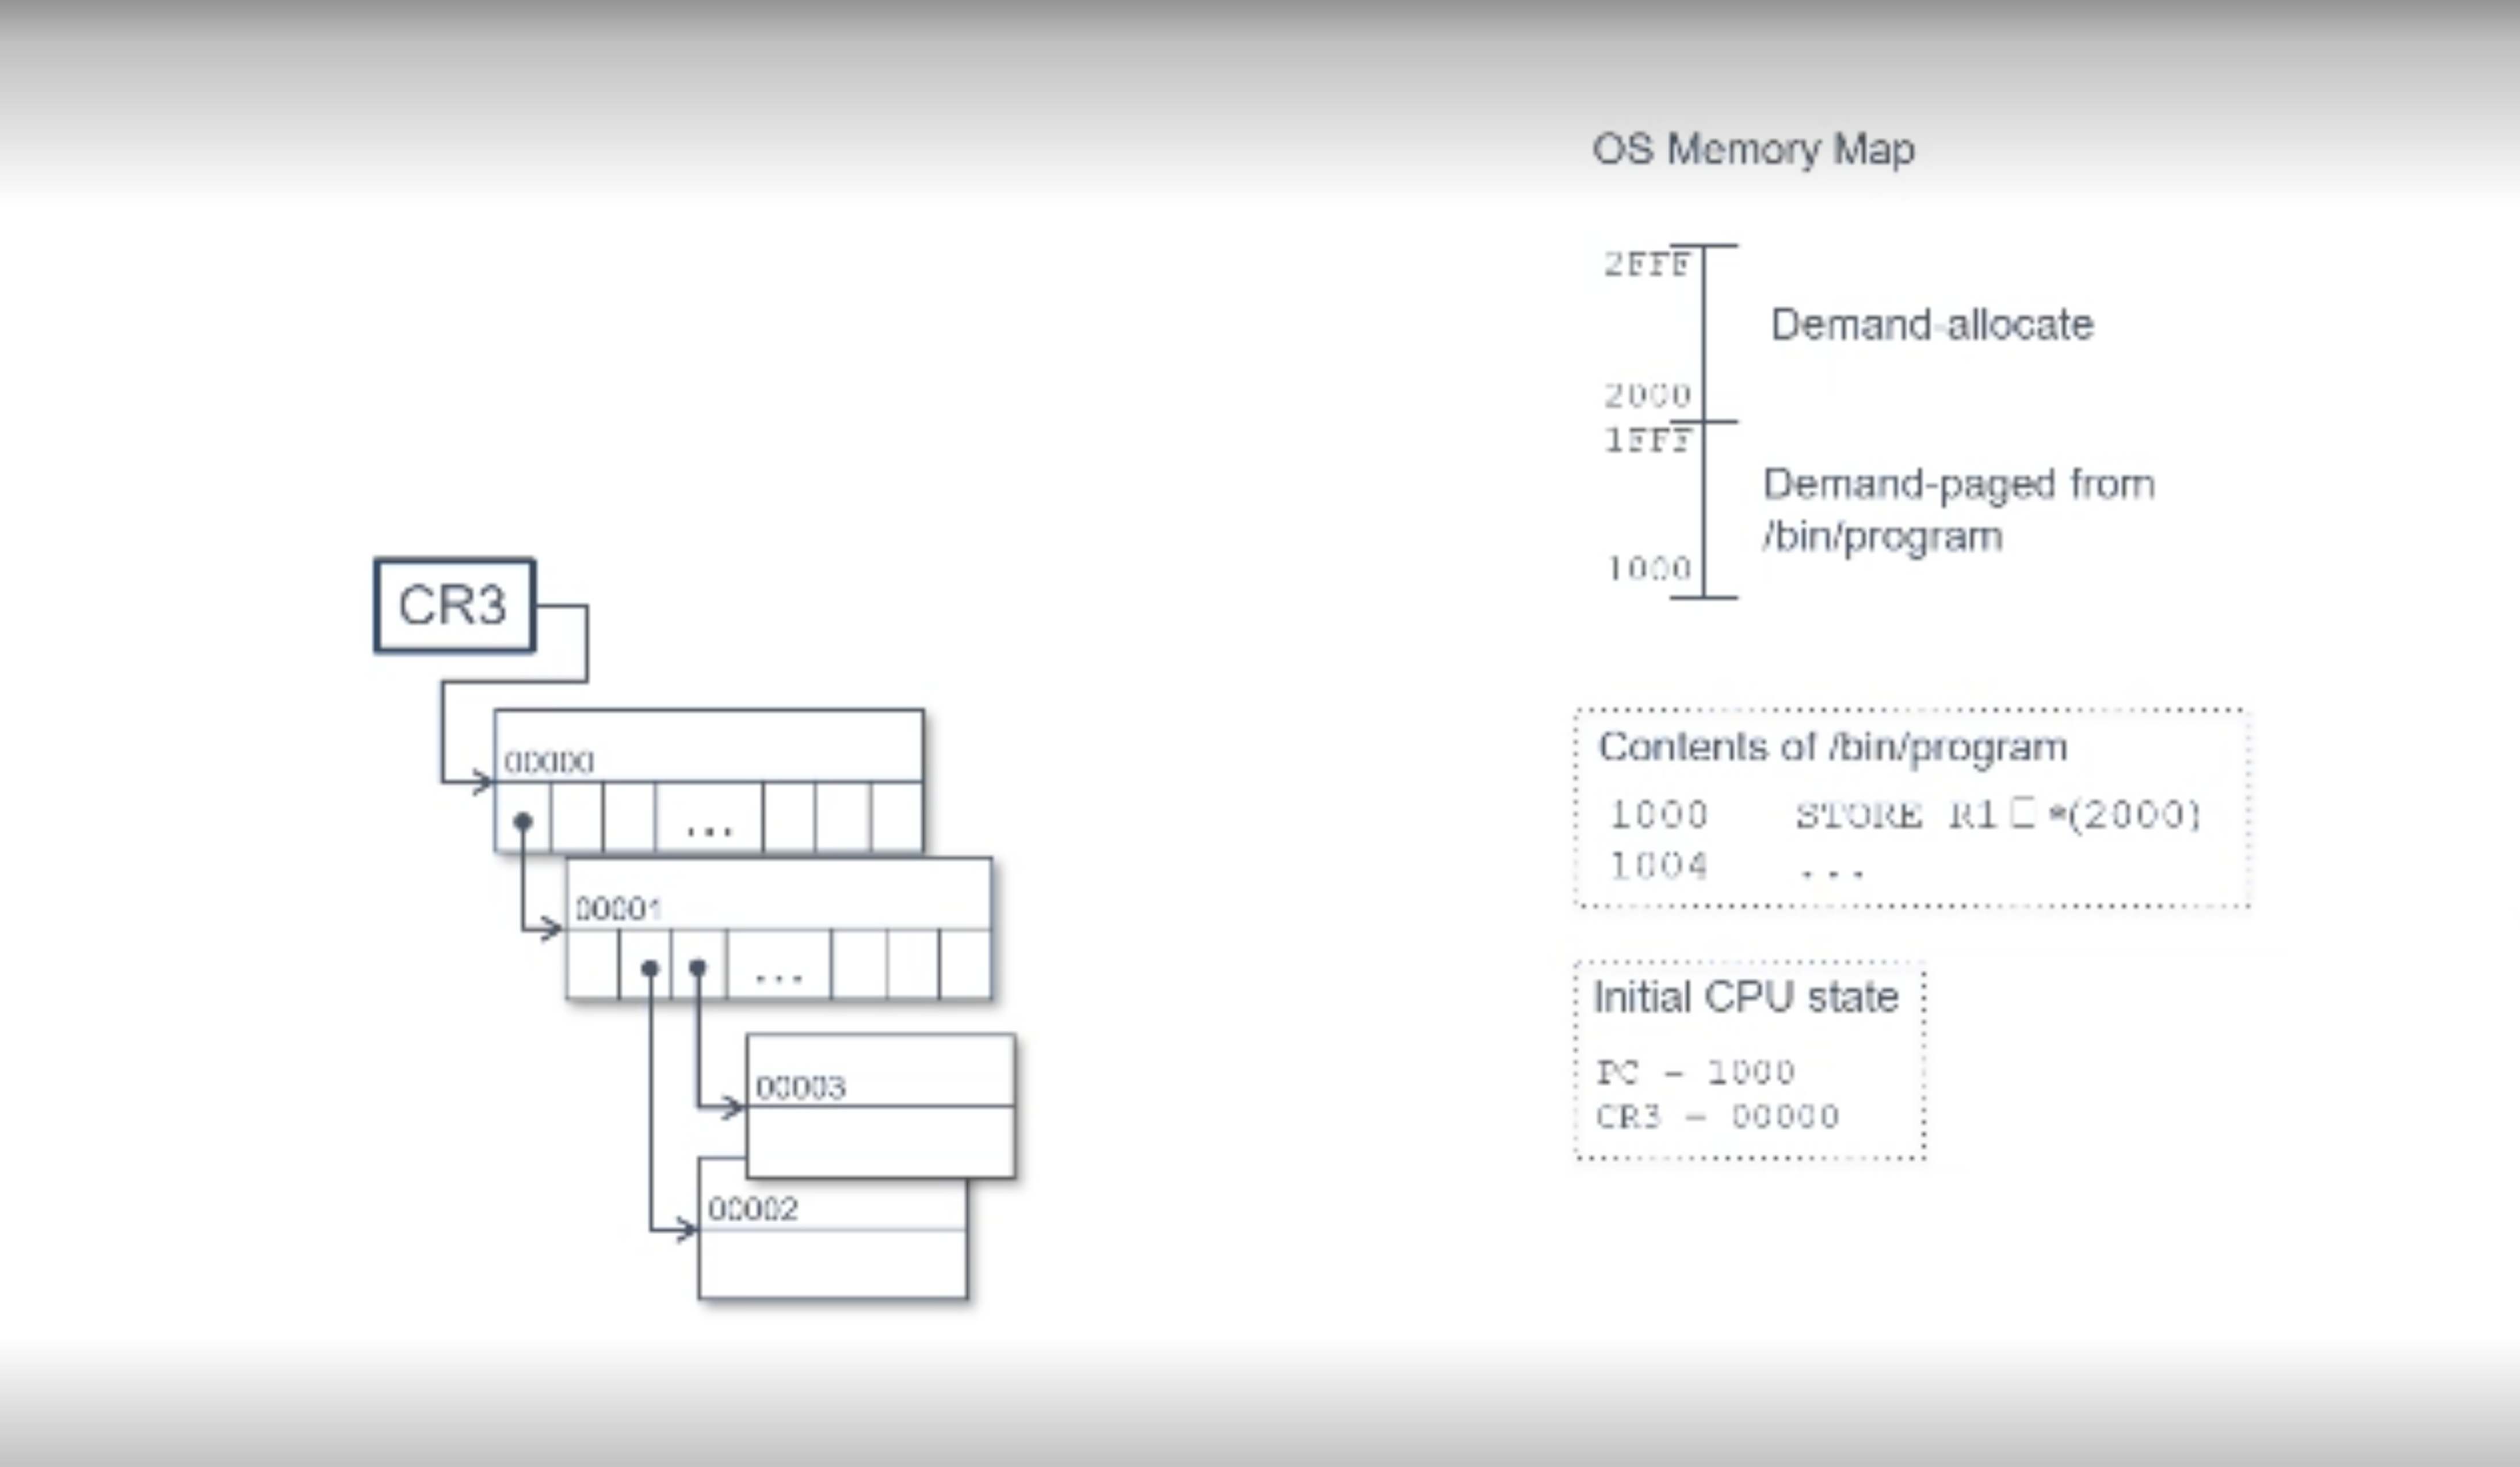 OS Memory Map
2FFF
Demand-allocate
2000
1FFF
Demand-paged from
/bin/program
1000
CR3
00000
...
00001
...
00003
00002
Contents of /bin/program
1000 STORE R1□*(2000)
1004 ...
Initial CPU state
PC - 1000
CR3 - 00000